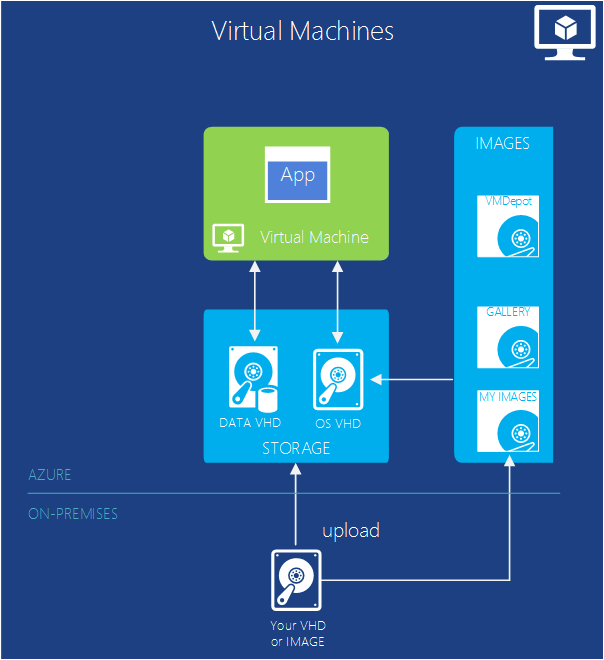 Virtual Machines
App
Virtual Machine
IMAGES
VMDepot
GALLERY
MY IMAGES
DATA VHD
OS VHD
STORAGE
AZURE
ON-PREMISES
upload
Your VHD
or IMAGE